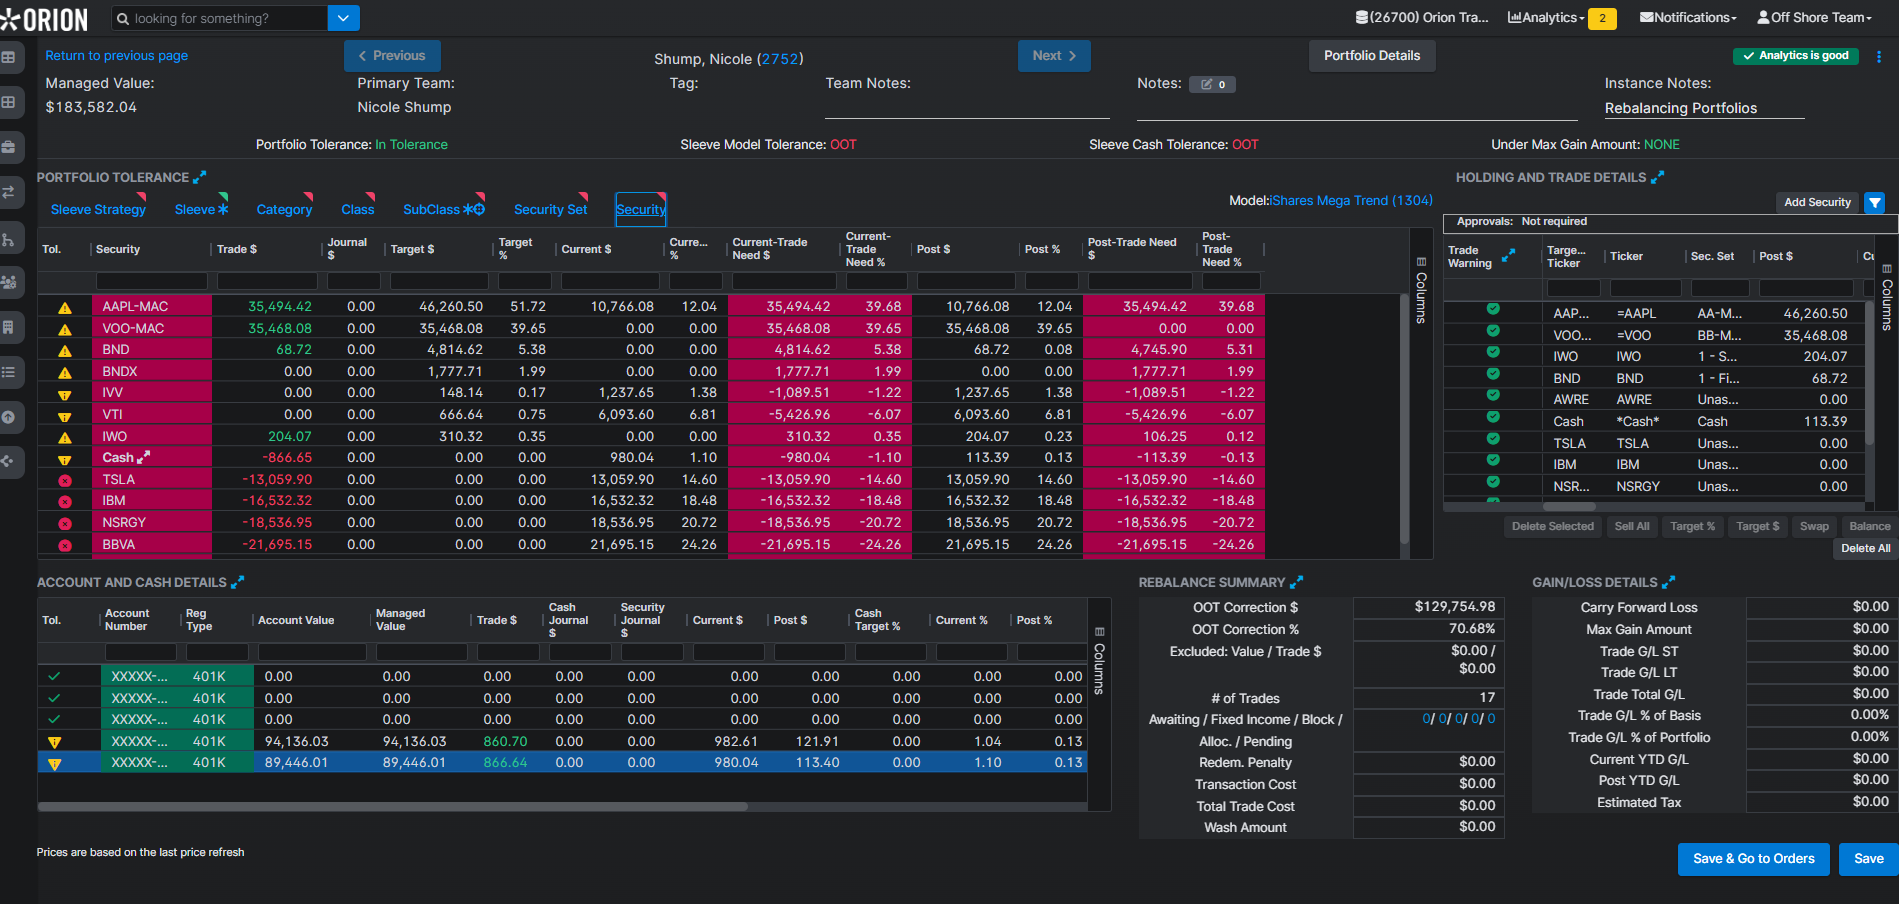 ORION
looking for something?
(26700) Orion Tra...
Analytics
2
Notifications
Off Shore Team
Return to previous page
Previous
Shump, Nicole (2752)
Next
Portfolio Details
Analytics is good
Managed Value:
Primary Team:
Tag:
Team Notes:
Notes:
0
Instance Notes:
$183,582.04
Nicole Shump
Rebalancing Portfolios
Portfolio Tolerance: In Tolerance
Sleeve Model Tolerance: OOT
Sleeve Cash Tolerance: OOT
Under Max Gain Amount: NONE
PORTFOLIO TOLERANCE
Sleeve Strategy
Sleeve
Category
Class
SubClass
Security Set
Security
Model:iShares Mega Trend (1304)
Tol. Security Trade $ Journal $ Target $ Target % Current $ Curre... % Current-Trade Need $ Current-Trade Need % Post $ Post % Post-Trade Need $ Post-Trade Need %
AAPL-MAC 35,494.42 0.00 46,260.50 51.72 10,766.08 12.04 35,494.42 39.68 10,766.08 12.04 35,494.42 39.68
VOO-MAC 35,468.08 0.00 35,468.08 39.65 0.00 0.00 35,468.08 39.65 35,468.08 39.65 0.00 0.00
BND 68.72 0.00 4,814.62 5.38 0.00 0.00 4,814.62 5.38 68.72 0.08 4,745.90 5.31
BNDX 0.00 0.00 1,777.71 1.99 0.00 0.00 1,777.71 1.99 0.00 0.00 1,777.71 1.99
IVV 0.00 0.00 148.14 0.17 1,237.65 1.38 -1,089.51 -1.22 1,237.65 1.38 -1,089.51 -1.22
VTI 0.00 0.00 666.64 0.75 6,093.60 6.81 -5,426.96 -6.07 6,093.60 6.81 -5,426.96 -6.07
IWO 204.07 0.00 310.32 0.35 0.00 0.00 310.32 0.35 204.07 0.23 106.25 0.12
Cash -866.65 0.00 0.00 0.00 980.04 1.10 -980.04 -1.10 113.39 0.13 -113.39 -0.13
TSLA -13,059.90 0.00 0.00 0.00 13,059.90 14.60 -13,059.90 -14.60 13,059.90 14.60 -13,059.90 -14.60
IBM -16,532.32 0.00 0.00 0.00 16,532.32 18.48 -16,532.32 -18.48 16,532.32 18.48 -16,532.32 -18.48
NSRGY -18,536.95 0.00 0.00 0.00 18,536.95 20.72 -18,536.95 -20.72 18,536.95 20.72 -18,536.95 -20.72
BBVA -21,695.15 0.00 0.00 0.00 21,695.15 24.26 -21,695.15 -24.26 21,695.15 24.26 -21,695.15 -24.26
Columns
HOLDING AND TRADE DETAILS
Add Security
Approvals: Not required
Trade Warning Targe... Ticker Ticker Sec. Set Post $ Cu
AAP... =AAPL AA-M... 46,260.50
VOO... =VOO BB-M... 35,468.08
IWO IWO 1 - S... 204.07
BND BND 1 - Fi... 68.72
AWRE AWRE Unas... 0.00
Cash *Cash* Cash 113.39
TSLA TSLA Unas... 0.00
IBM IBM Unas... 0.00
NSR... NSRGY Unas... 0.00
Columns
Delete Selected
Sell All
Target %
Target $
Swap
Balance
Delete All
ACCOUNT AND CASH DETAILS
Tol. Account Number Reg Type Account Value Managed Value Trade $ Cash Journal $ Security Journal $ Current $ Post $ Cash Target % Current % Post %
XXXXX-... 401K 0.00 0.00 0.00 0.00 0.00 0.00 0.00 0.00 0.00 0.00
XXXXX-... 401K 0.00 0.00 0.00 0.00 0.00 0.00 0.00 0.00 0.00 0.00
XXXXX-... 401K 0.00 0.00 0.00 0.00 0.00 0.00 0.00 0.00 0.00 0.00
XXXXX-... 401K 94,136.03 94,136.03 860.70 0.00 0.00 982.61 121.91 0.00 1.04 0.13
XXXXX-... 401K 89,446.01 89,446.01 866.64 0.00 0.00 980.04 113.40 0.00 1.10 0.13
Columns
REBALANCE SUMMARY
OOT Correction $ $129,754.98
OOT Correction % 70.68%
Excluded: Value / Trade $ $0.00 / $0.00
# of Trades 17
Awaiting / Fixed Income / Block / Alloc. / Pending 0/ 0/ 0/ 0/ 0
Redem. Penalty $0.00
Transaction Cost $0.00
Total Trade Cost $0.00
Wash Amount $0.00
GAIN/LOSS DETAILS
Carry Forward Loss $0.00
Max Gain Amount $0.00
Trade G/L ST $0.00
Trade G/L LT $0.00
Trade Total G/L $0.00
Trade G/L % of Basis 0.00%
Trade G/L % of Portfolio 0.00%
Current YTD G/L $0.00
Post YTD G/L $0.00
Estimated Tax $0.00
Prices are based on the last price refresh
Save & Go to Orders
Save